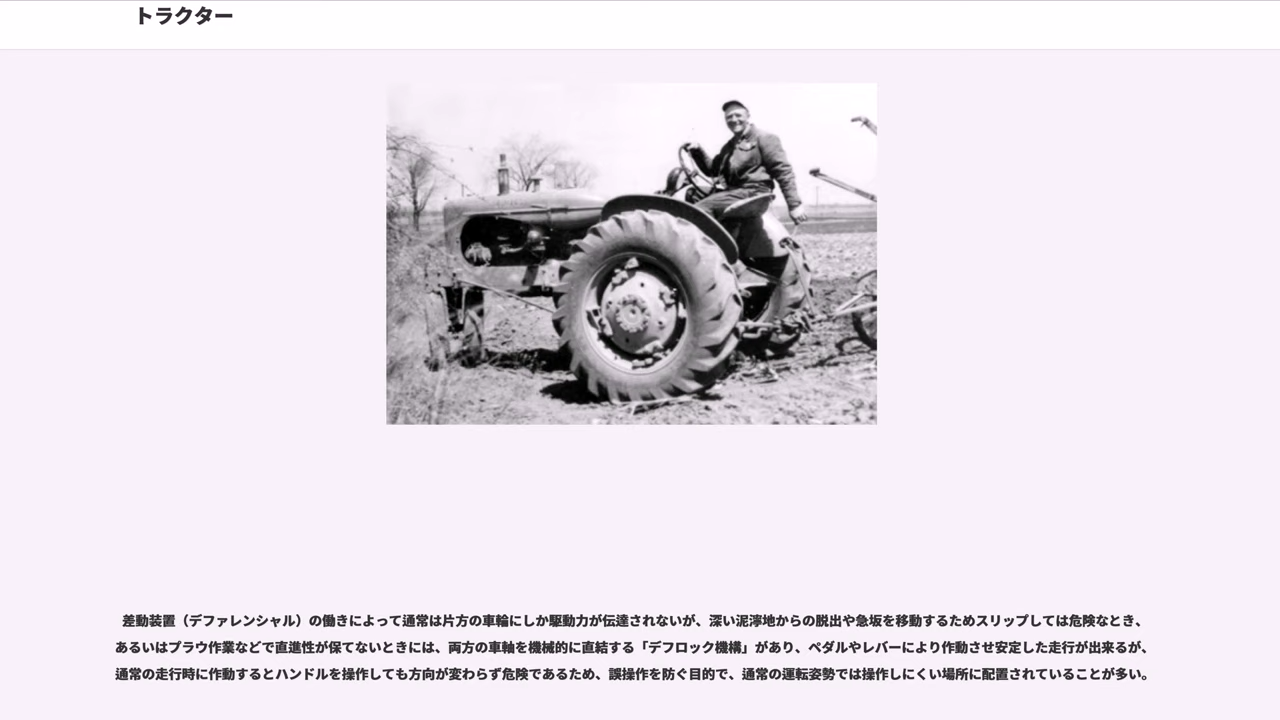 トラクター
差動装置（デファレンシャル）の働きによって通常は片方の車輪にしか駆動力が伝達されないが、深い泥濘地からの脱出や急坂を移動するためスリップしては危険なとき、
あるいはプラウ作業などで直進性が保てないときには、両方の車軸を機械的に直結する「デフロック機構」があり、ペダルやレバーにより作動させ安定した走行が出来るが、
通常の走行時に作動するとハンドルを操作しても方向が変わらず危険であるため、誤操作を防ぐ目的で、通常の運転姿勢では操作しにくい場所に配置されていることが多い。